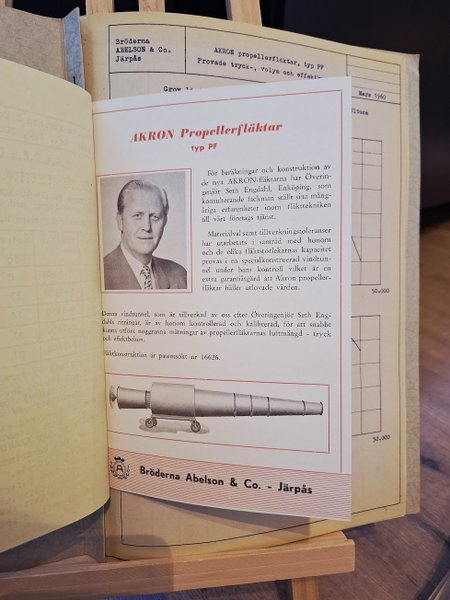 Bröderna
ABELSON & Co.
Järpås
AKRON propellerfläktar, typ PF
Provade tryck-, volym och effekt
Mars 1960
AKRON Propellerfläktar
typ PF
För beräkningar och konstruktion av
de nya AKRON-fläktarna har Överin-
genjör Seth Engdahl, Enköping, som
konsulterande fackman ställt sina mång-
åriga erfarenheter inom fläkttekniken
till vårt företags tjänst.
Materialval samt tillverkningstoleranser
har utarbetats i samråd med honom
och de olika fläktstorlekarnas kapacitet
provas i en specialkonstruerad vindtun-
nel under hans kontroll vilket är en
extra garantiåtgärd att Akron propeller-
fläktar håller utlovade värden.
Denna vindtunnel, som är tillverkad av oss efter Överingenjör Seth Eng-
dahls ritningar, är av honom kontrollerad och kalibrerad, för att snabbt
kunna utföra noggranna mätningar av propellerfläktarnas luftmängd - tryck
och effektbehov.
Fläktkonstruktion är patentsökt nr 16626.
50.000
50.000
Bröderna Abelson & Co. - Järpås